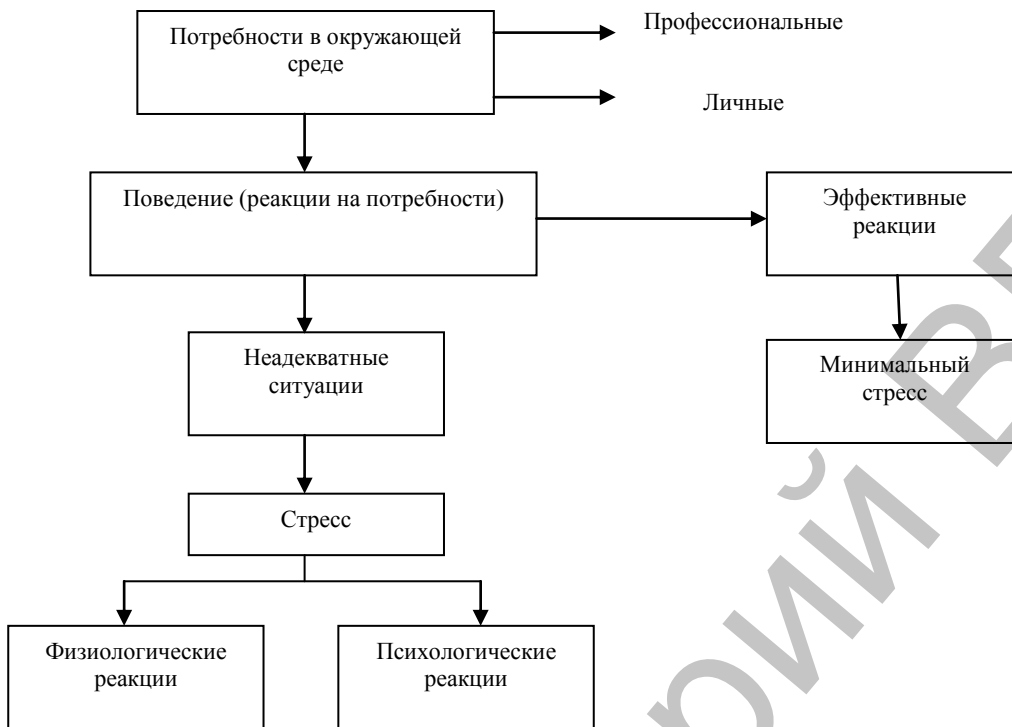 Потребности в окружающей
среде
Профессиональные
Личные
Поведение (реакции на потребности)
Эффективные
реакции
Неадекватные
ситуации
Минимальный
стресс
Стресс
Физиологические
реакции
Психологические
реакции